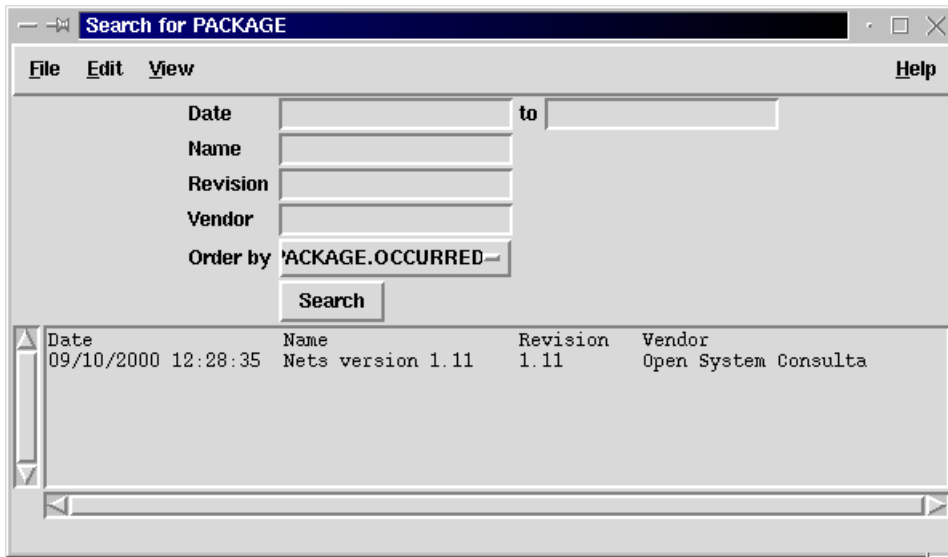 Search for PACKAGE
File Edit View Help
Date to
Name
Revision
Vendor
Order by PACKAGE.OCCURRED
Search
Date Name Revision Vendor
09/10/2000 12:28:35 Nets version 1.11 1.11 Open System Consulta